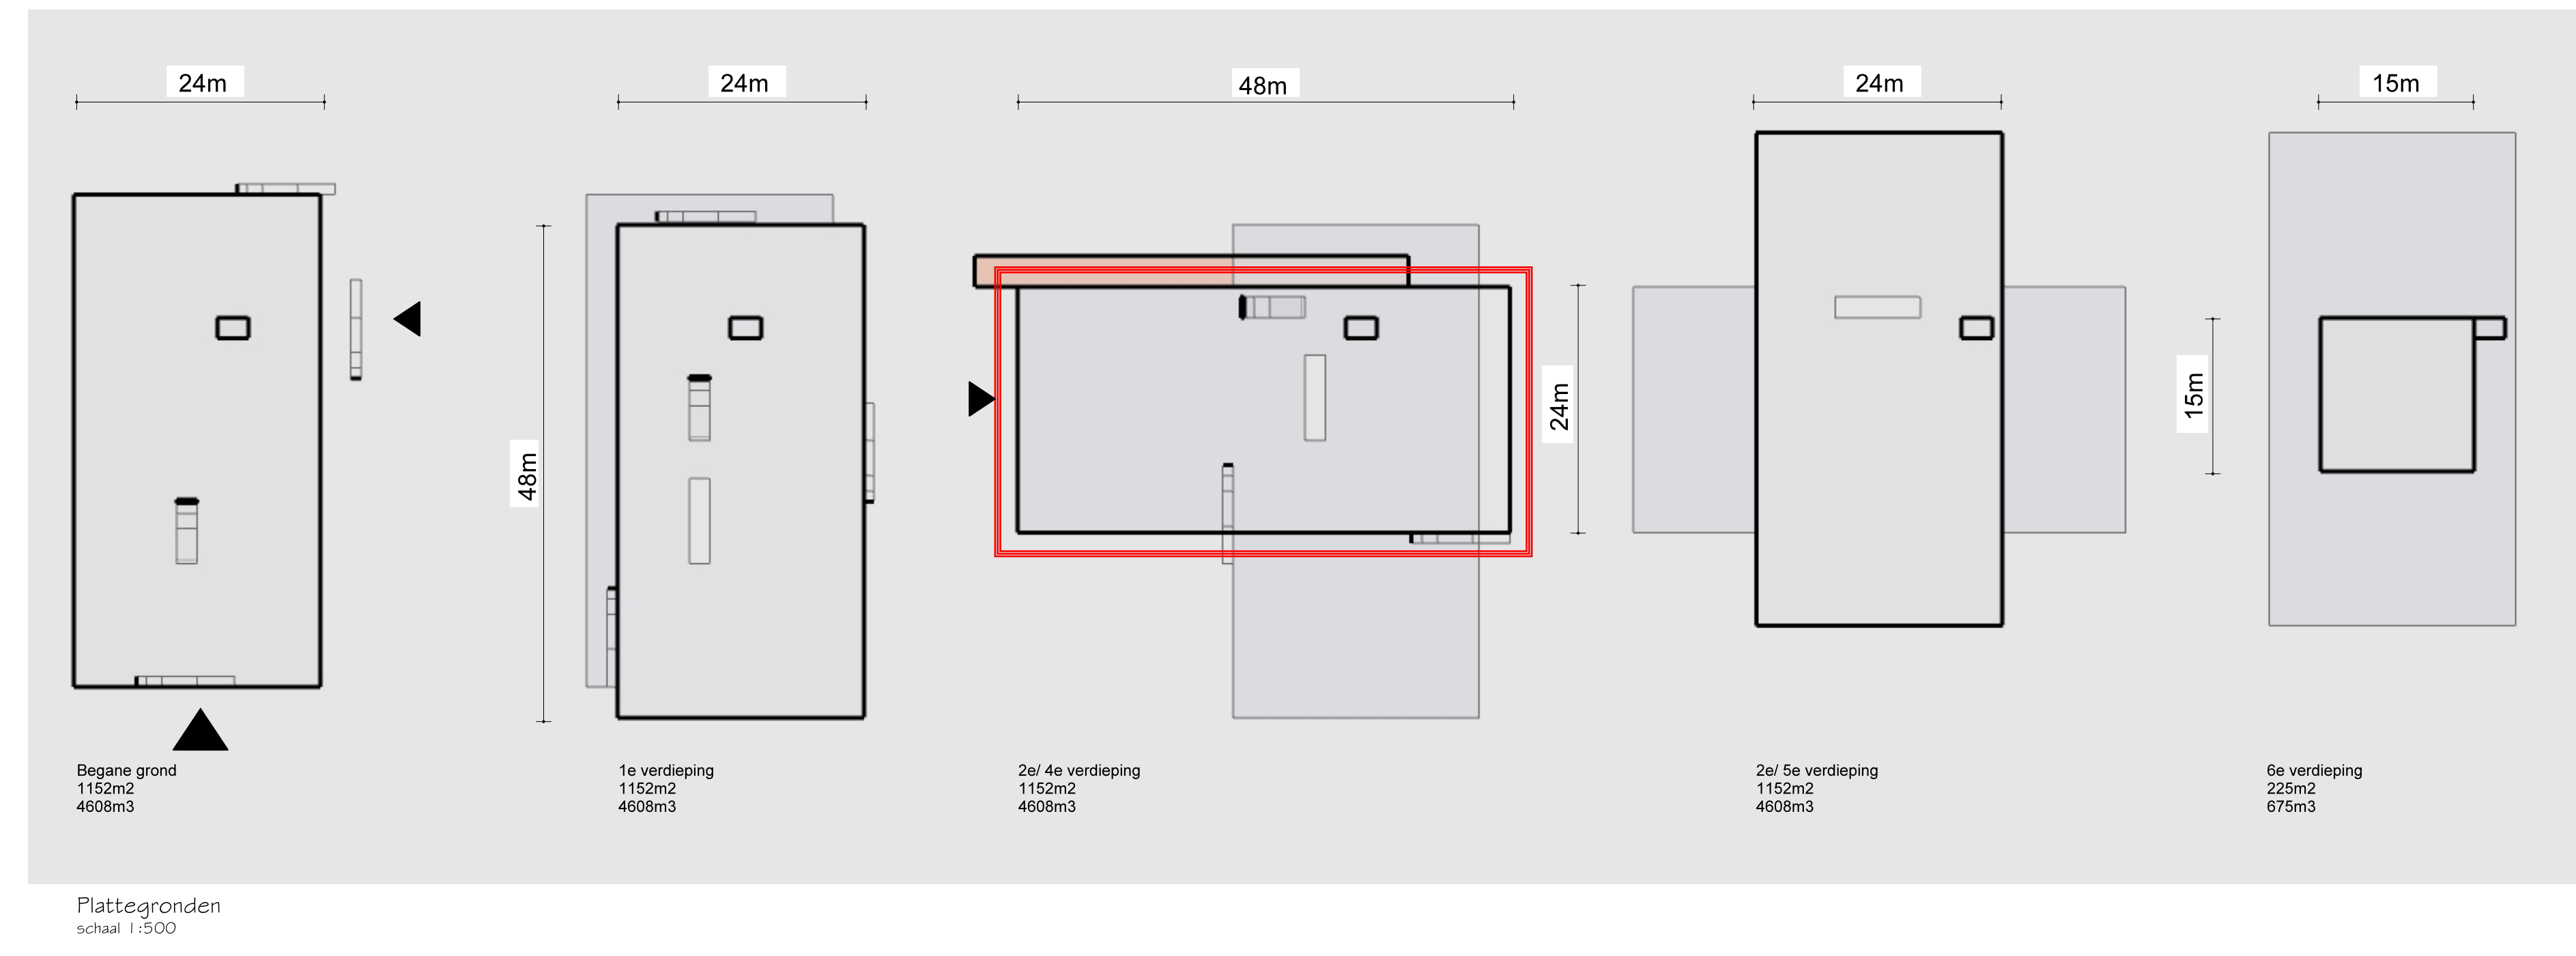 24m
24m
48m
24m
15m
48m
24m
15m
Begane grond
1152m2
4608m3
1e verdieping
1152m2
4608m3
2e/ 4e verdieping
1152m2
4608m3
2e/ 5e verdieping
1152m2
4608m3
6e verdieping
225m2
675m3
Plattegronden
schaal 1:500